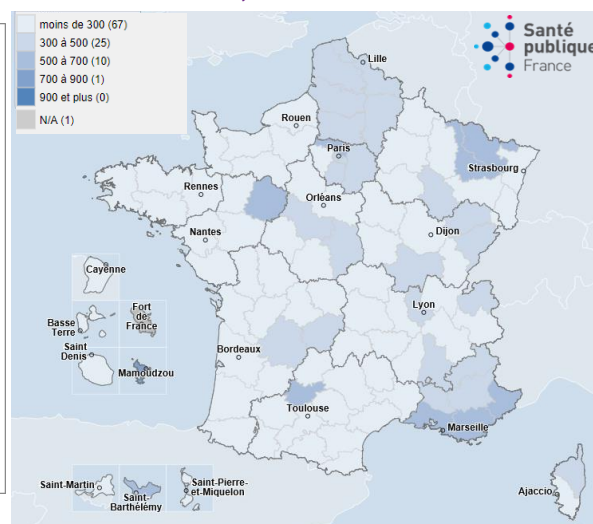 moins de 300 (67)
300 à 500 (25)
500 à 700 (10)
700 à 900 (1)
900 et plus (0)
N/A (1)
Santé
publique
France
Lille
Rouen
Paris
Strasbourg
Rennes
Orléans
Nantes
Dijon
Cayenne
Lyon
Basse
Terre
Fort
de
France
Saint
Denis
Mamoudzou
Bordeaux
Toulouse
Marseille
Saint-Martin
Saint-
Barthélémy
Saint-Pierre-
et-Miquelon
Ajaccio